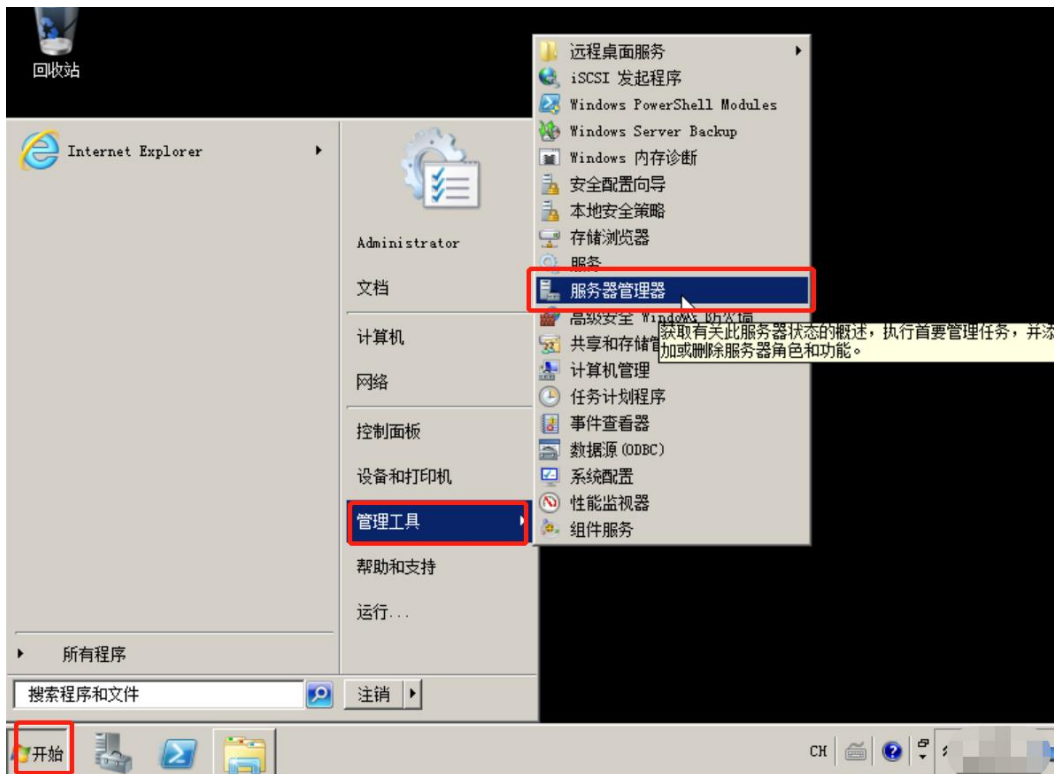 回收站
Internet Explorer
所有程序
搜索程序和文件
Administrator
文档
计算机
网络
控制面板
设备和打印机
管理工具
帮助和支持
运行...
注销
远程桌面服务
iSCSI 发起程序
Windows PowerShell Modules
Windows Server Backup
Windows 内存诊断
安全配置向导
本地安全策略
存储浏览器
服务
服务器管理器
高级安全 Windows 防火墙
获取有关此服务器状态的概述，执行首要管理任务，并添
加或删除服务器角色和功能。
共享和存储
计算机管理
任务计划程序
事件查看器
数据源(ODBC)
系统配置
性能监视器
组件服务
开始
CH